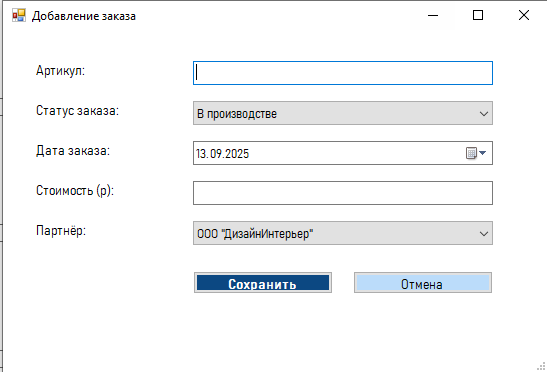 Добавление заказа
Артикул:
Статус заказа:
В производстве
Дата заказа:
13.09.2025
Стоимость (р):
Партнёр:
ООО "ДизайнИнтерьер"
Сохранить
Отмена